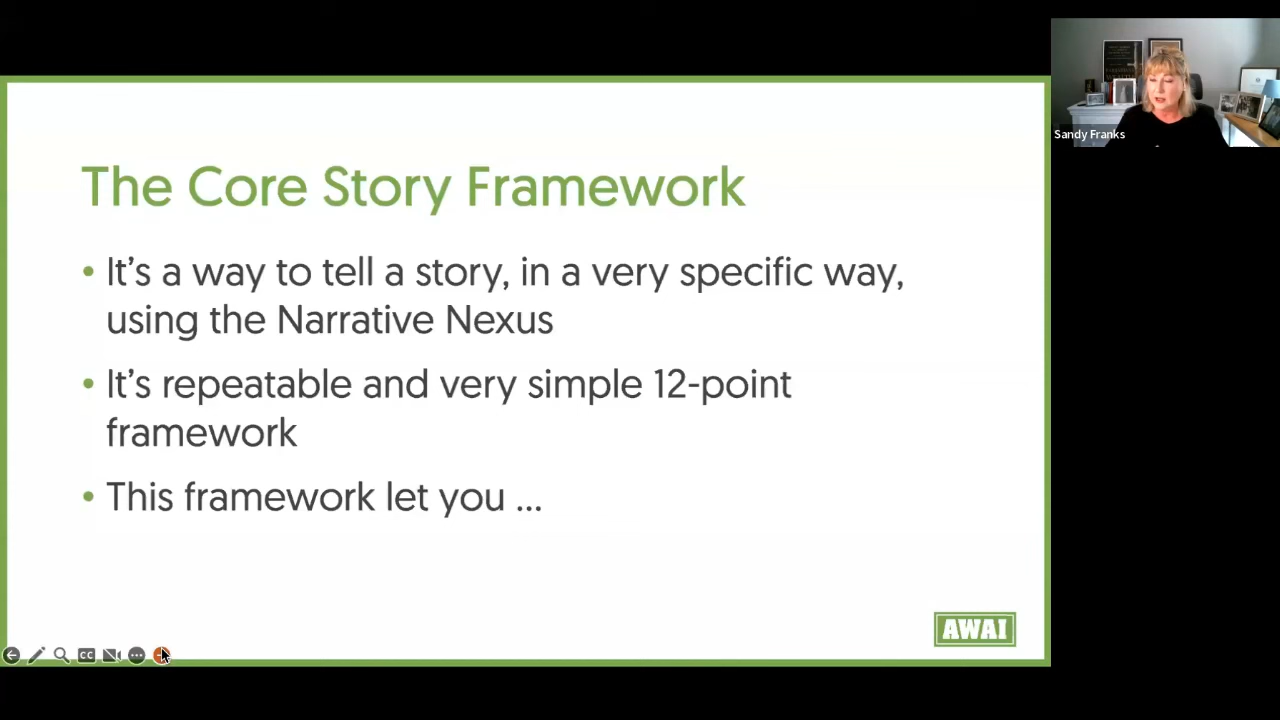 The Core Story Framework
• It's a way to tell a story, in a very specific way,
using the Narrative Nexus
• It's repeatable and very simple 12-point
framework
• This framework let you ...
AWAI
CC
Sandy Franks